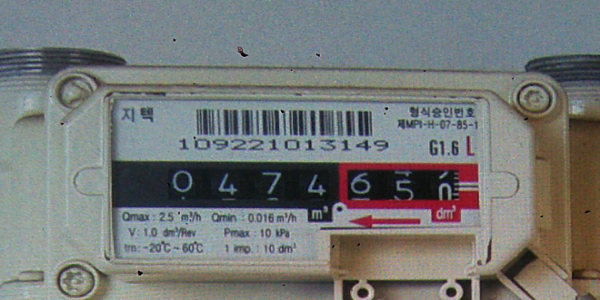 지텍
형식승인번호
제MPI-H-07-85-1
109221013149
G1.6 L
0474650
m³
dm³
Qmax : 2.5 m³/h Qmin : 0.016 m³/h
V : 1.0 dm³/Rev Pmax : 10 kPa
tm: -20℃ ~ 60℃ 1 imp. : 10 dm³